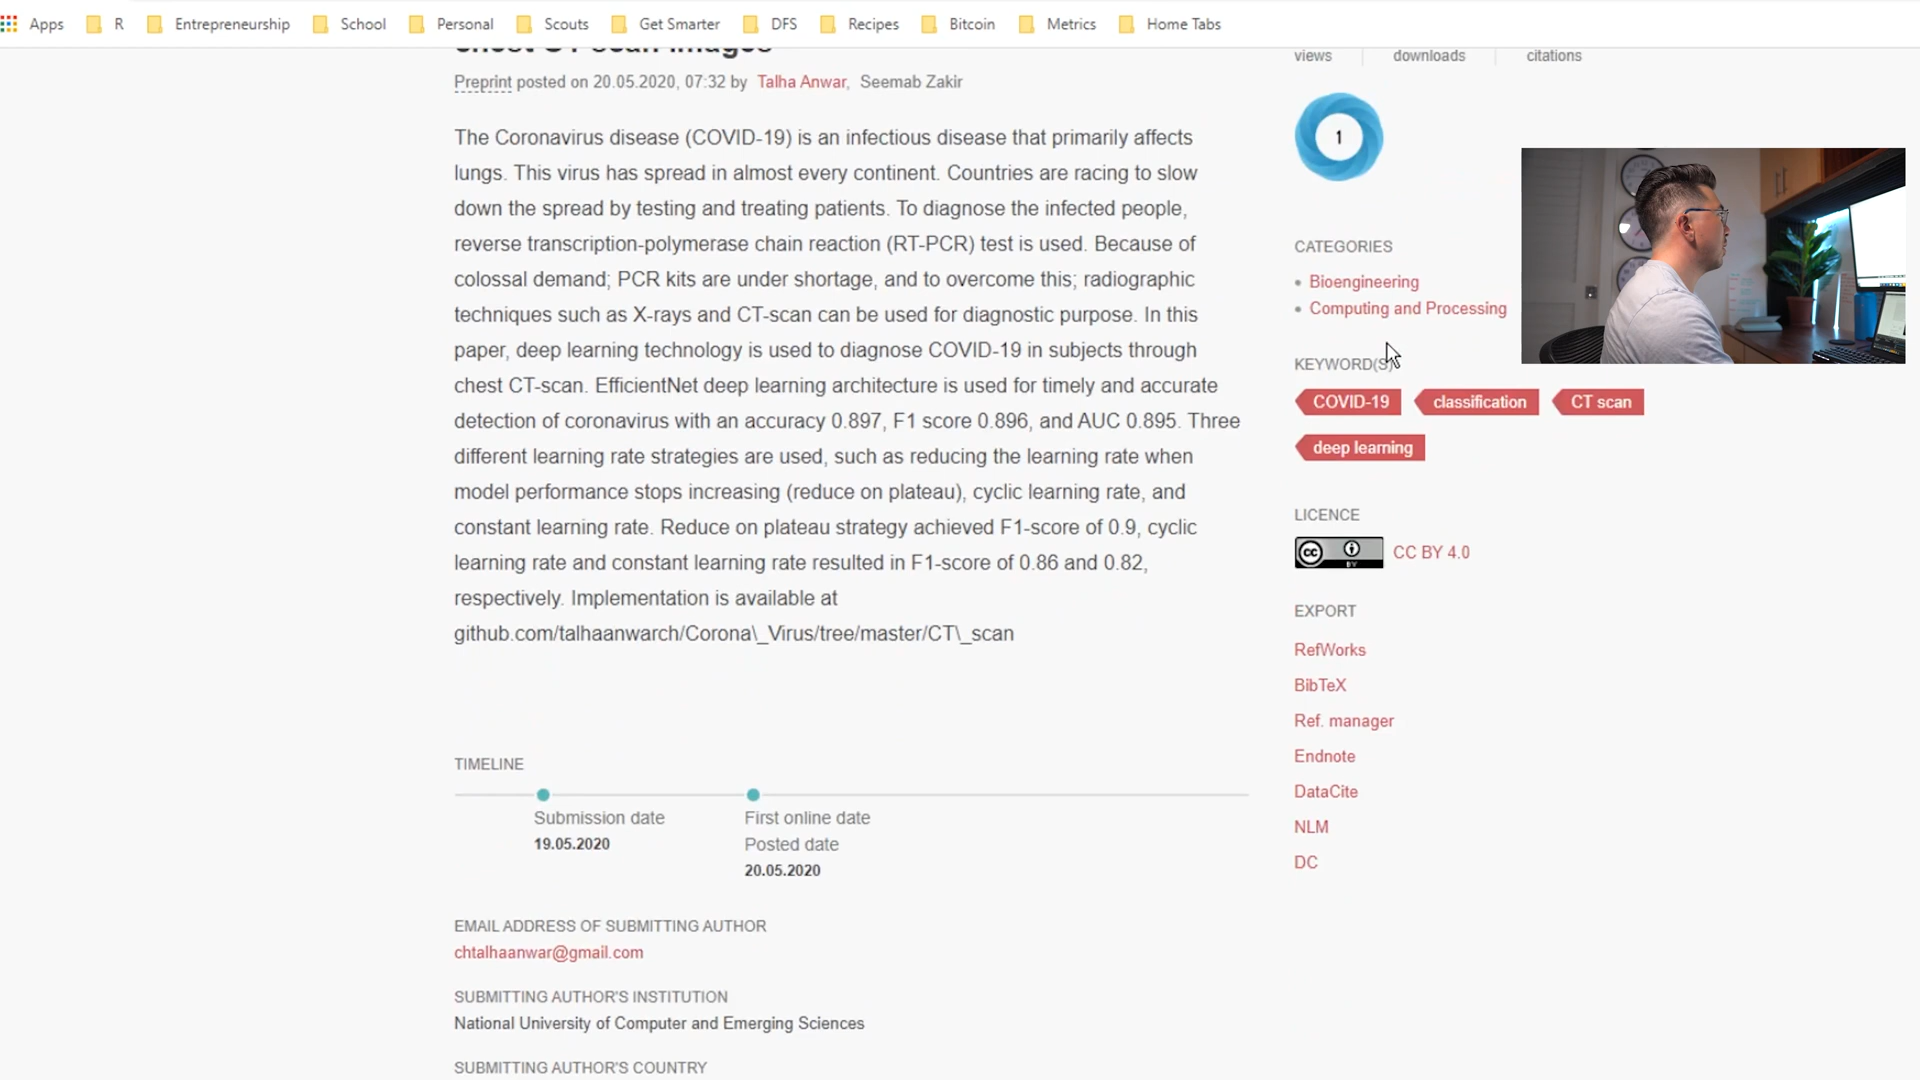 Apps R Entrepreneurship School Personal Scouts Get Smarter DFS Recipes Bitcoin Metrics Home Tabs
chest CT scan images
Preprint posted on 20.05.2020, 07:32 by Talha Anwar, Seemab Zakir
The Coronavirus disease (COVID-19) is an infectious disease that primarily affects
lungs. This virus has spread in almost every continent. Countries are racing to slow
down the spread by testing and treating patients. To diagnose the infected people,
reverse transcription-polymerase chain reaction (RT-PCR) test is used. Because of
colossal demand; PCR kits are under shortage, and to overcome this; radiographic
techniques such as X-rays and CT-scan can be used for diagnostic purpose. In this
paper, deep learning technology is used to diagnose COVID-19 in subjects through
chest CT-scan. EfficientNet deep learning architecture is used for timely and accurate
detection of coronavirus with an accuracy 0.897, F1 score 0.896, and AUC 0.895. Three
different learning rate strategies are used, such as reducing the learning rate when
model performance stops increasing (reduce on plateau), cyclic learning rate, and
constant learning rate. Reduce on plateau strategy achieved F1-score of 0.9, cyclic
learning rate and constant learning rate resulted in F1-score of 0.86 and 0.82,
respectively. Implementation is available at
github.com/talhaanwarch/Corona\_Virus/tree/master/CT\_scan
TIMELINE
Submission date
19.05.2020
First online date
Posted date
20.05.2020
EMAIL ADDRESS OF SUBMITTING AUTHOR
chtalhaanwar@gmail.com
SUBMITTING AUTHOR'S INSTITUTION
National University of Computer and Emerging Sciences
SUBMITTING AUTHOR'S COUNTRY
views downloads citations
1
CATEGORIES
Bioengineering
Computing and Processing
KEYWORD(S)
COVID-19 classification CT scan
deep learning
LICENCE
cc BY CC BY 4.0
EXPORT
RefWorks
BibTeX
Ref. manager
Endnote
DataCite
NLM
DC